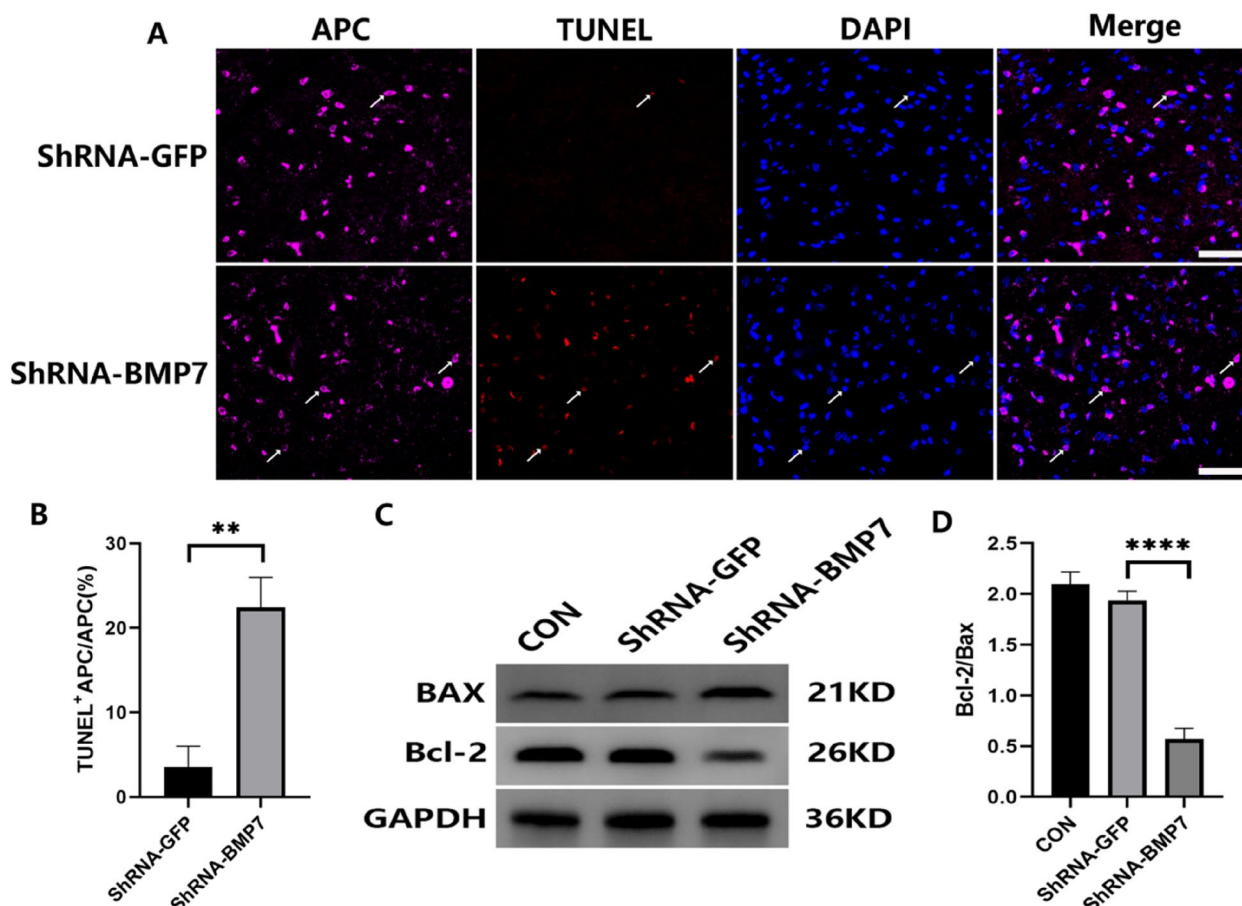 A
APC TUNEL DAPI Merge
ShRNA-GFP
ShRNA-BMP7
B
**
TUNEL⁺APC/APC(%)
30
20
10
0
ShRNA-GFP
ShRNA-BMP7
C
CON
ShRNA-GFP
ShRNA-BMP7
BAX 21KD
Bcl-2 26KD
GAPDH 36KD
D
****
Bcl-2/Bax
2.5
2.0
1.5
1.0
0.5
0.0
CON
ShRNA-GFP
ShRNA-BMP7